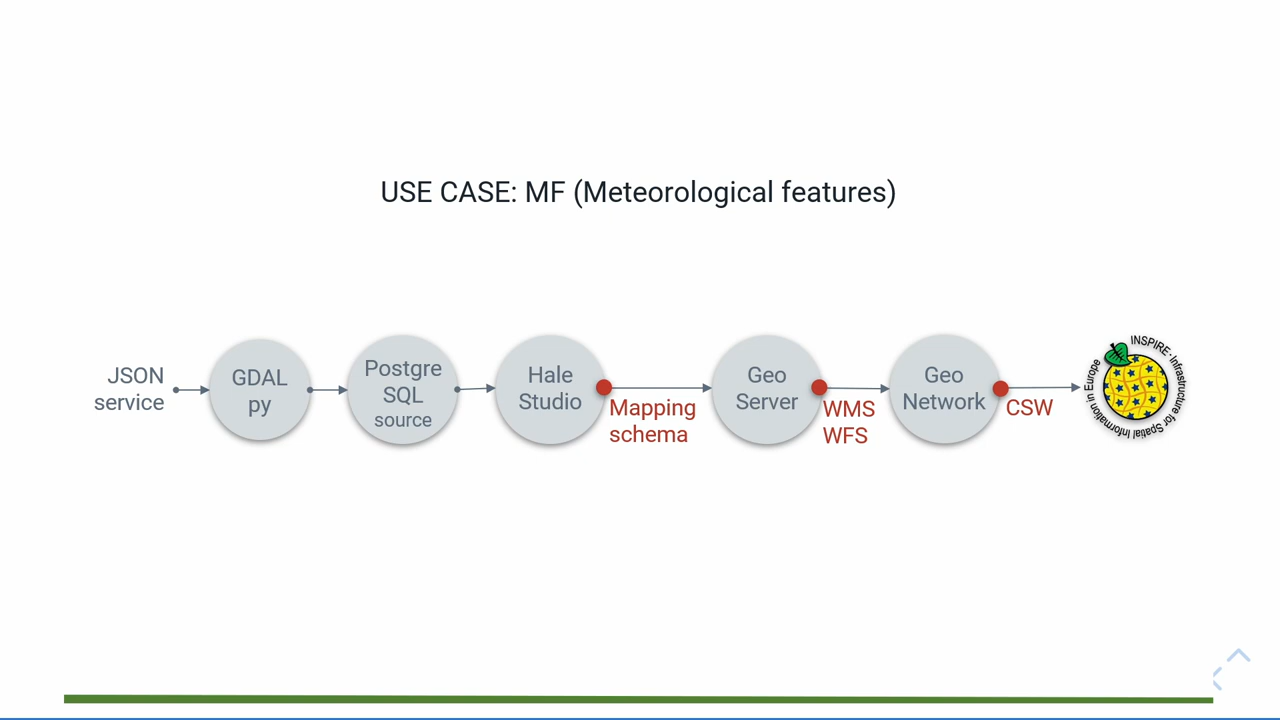 USE CASE: MF (Meteorological features)
JSON
service
GDAL
py
Postgre
SQL
source
Hale
Studio
Mapping
schema
Geo
Server
WMS
WFS
Geo
Network
CSW
INSPIRE · Infrastructure for Spatial Information in Europe